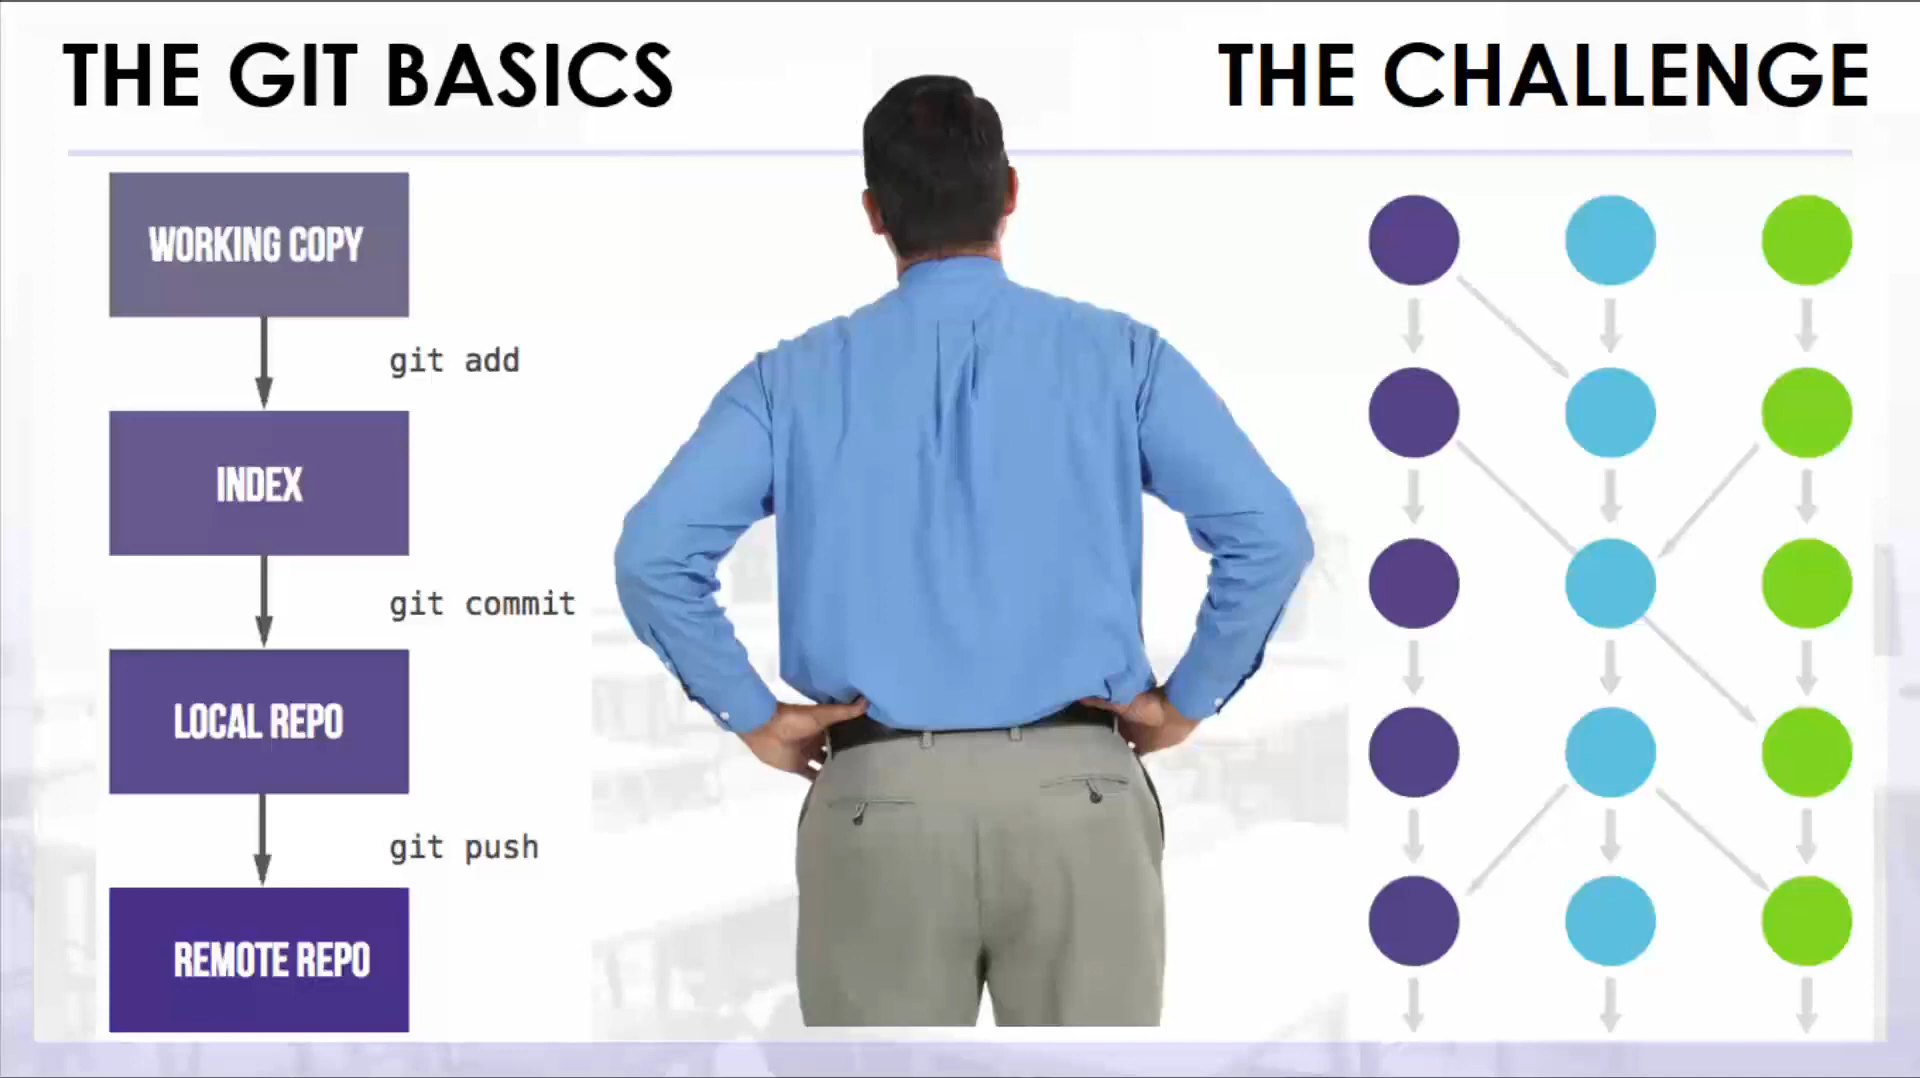 THE GIT BASICS
THE CHALLENGE
WORKING COPY
git add
INDEX
git commit
LOCAL REPO
git push
REMOTE REPO